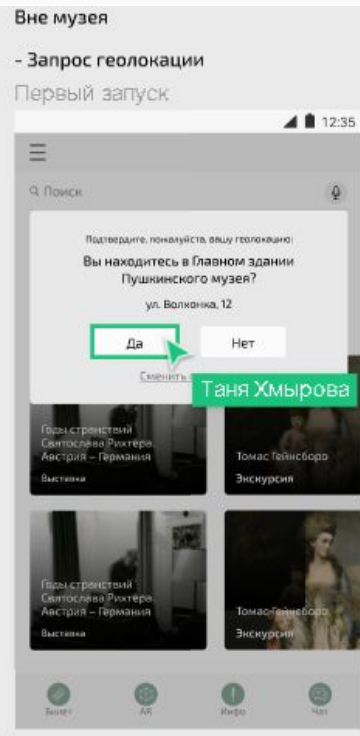 Вне музея
- Запрос геолокации
Первый запуск
12:35
Поиск
Подтвердите, пожалуйста, вашу геолокацию:
Вы находитесь в Главном здании
Пушкинского музея?
ул. Волхонка, 12
Да
Нет
Сменить
Таня Хмырова
Годы странствий
Святослава Рихтера.
Австрия – Германия
Выставка
Томас Гейнсборо
Экскурсия
Годы странствий
Святослава Рихтера.
Австрия – Германия
Выставка
Томас Гейнсборо
Экскурсия
Билет
AR
Инфо
Чат